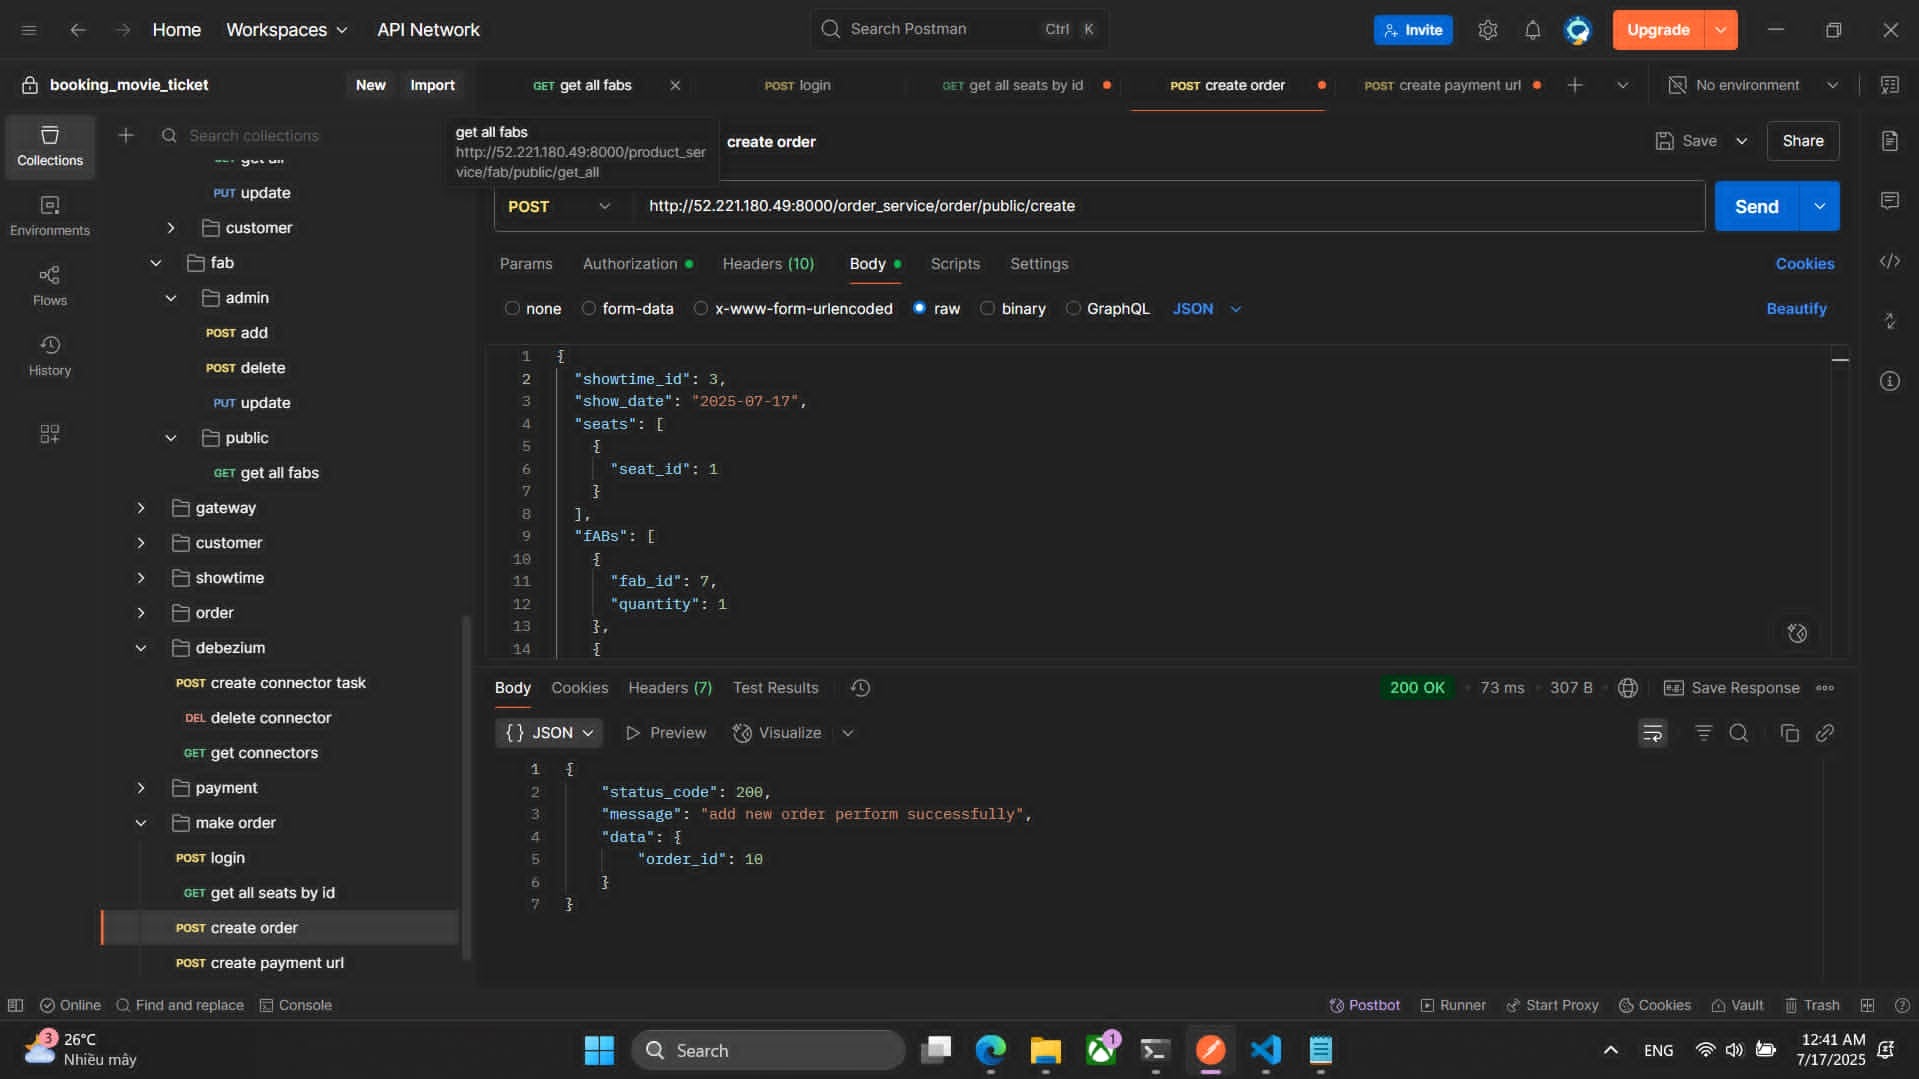 Home
Workspaces
API Network
Search Postman
Ctrl K
Invite
Upgrade
booking_movie_ticket
New
Import
GET get all fabs
POST login
GET get all seats by id
POST create order
POST create payment url
No environment
Collections
Environments
Flows
History
Search collections
PUT update
customer
fab
admin
POST add
POST delete
PUT update
public
GET get all fabs
gateway
customer
showtime
order
debezium
POST create connector task
DEL delete connector
GET get connectors
payment
make order
POST login
GET get all seats by id
POST create order
POST create payment url
get all fabs
http://52.221.180.49:8000/product_ser
vice/fab/public/get_all
create order
Save
Share
POST
http://52.221.180.49:8000/order_service/order/public/create
Send
Params
Authorization
Headers (10)
Body
Scripts
Settings
Cookies
none
form-data
x-www-form-urlencoded
raw
binary
GraphQL
JSON
Beautify
1 {
2 "showtime_id": 3,
3 "show_date": "2025-07-17",
4 "seats": [
5 {
6 "seat_id": 1
7 }
8 ],
9 "fABs": [
10 {
11 "fab_id": 7,
12 "quantity": 1
13 },
14 {
Body
Cookies
Headers (7)
Test Results
200 OK
73 ms
307 B
Save Response
{} JSON
Preview
Visualize
1 {
2 "status_code": 200,
3 "message": "add new order perform successfully",
4 "data": {
5 "order_id": 10
6 }
7 }
Online
Find and replace
Console
Postbot
Runner
Start Proxy
Cookies
Vault
Trash
3
26°C
Nhiều mây
Search
1
ENG
12:41 AM
7/17/2025